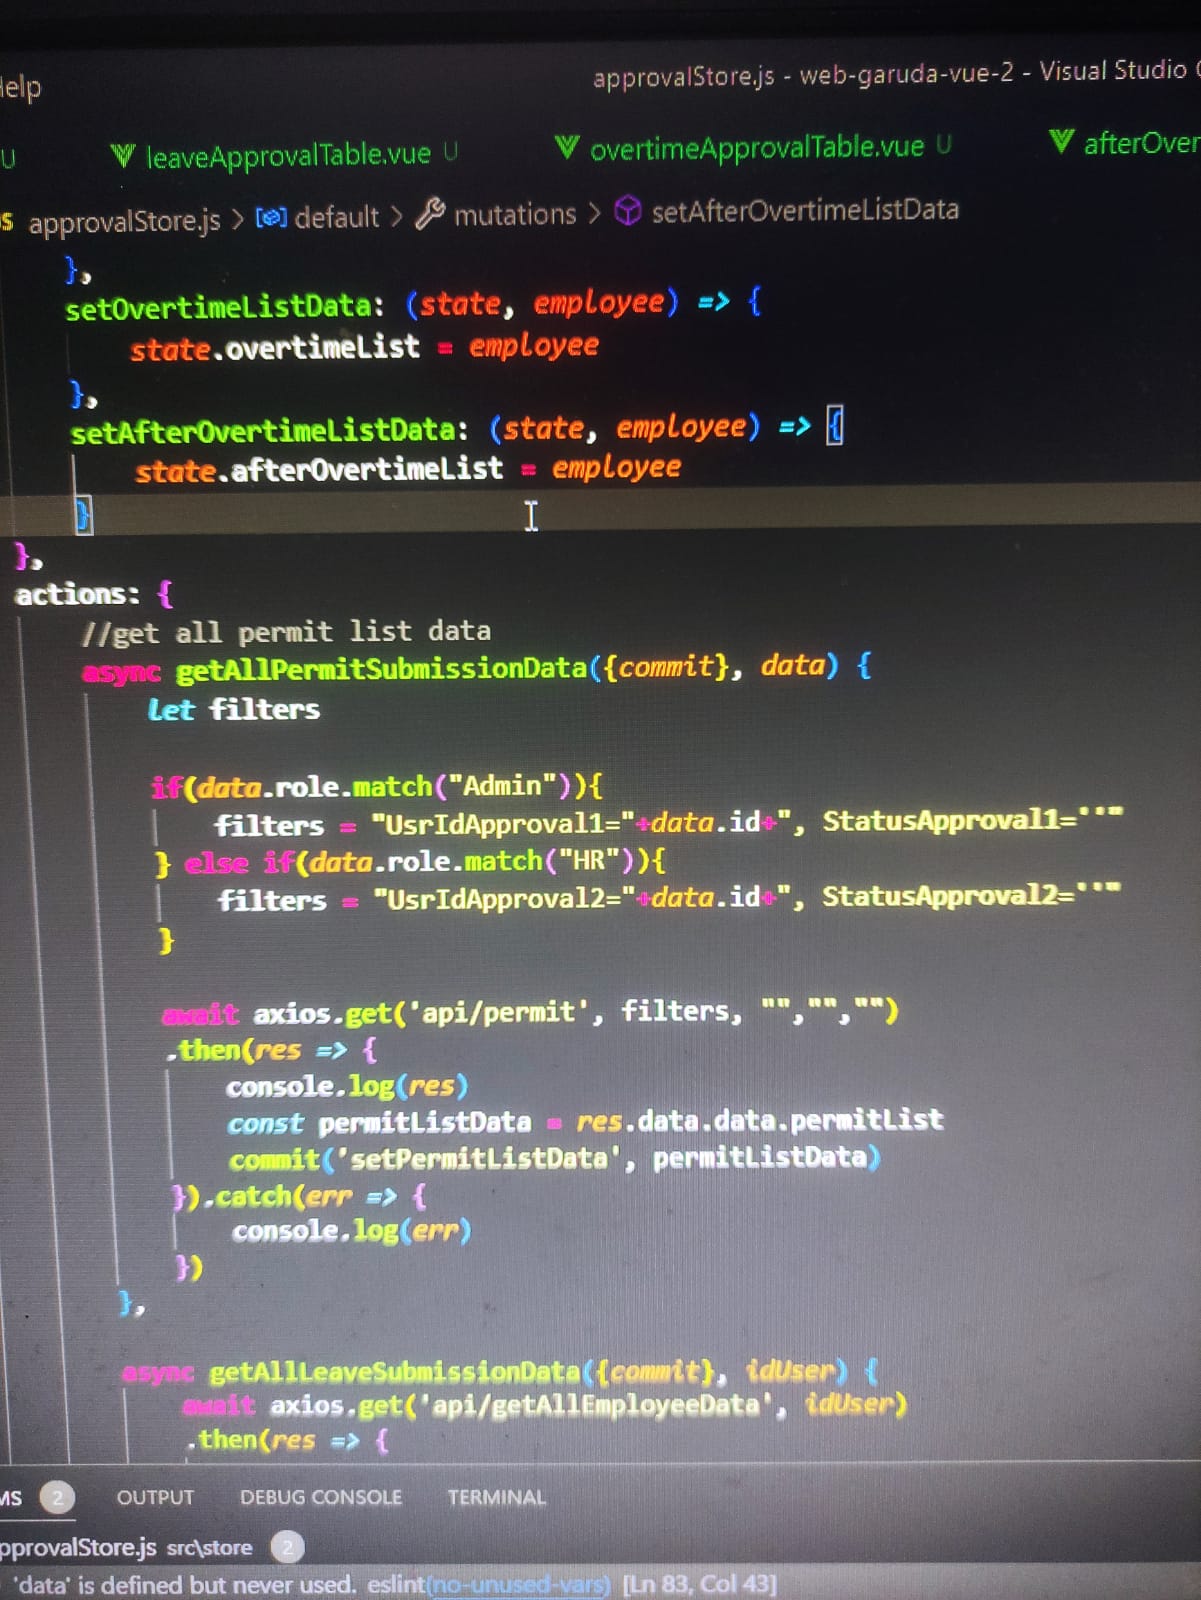 Help
approvalStore.js - web-garuda-vue-2 - Visual Studio
U leaveApprovalTable.vue U overtimeApprovalTable.vue U afterOver
approvalStore.js > default > mutations > setAfterOvertimeListData
},
setOvertimeListData: (state, employee) => {
state.overtimeList = employee
},
setAfterOvertimeListData: (state, employee) => {
state.afterOvertimeList = employee
}
},
actions: {
//get all permit list data
async getAllPermitSubmissionData({commit}, data) {
let filters
if(data.role.match("Admin")){
filters = "UsrIdApproval1="+data.id+", StatusApproval1=''"
} else if(data.role.match("HR")){
filters = "UsrIdApproval2="+data.id+", StatusApproval2=''"
}
await axios.get('api/permit', filters, "","","")
.then(res => {
console.log(res)
const permitListData = res.data.data.permitList
commit('setPermitListData', permitListData)
}).catch(err => {
console.log(err)
})
},
async getAllLeaveSubmissionData({commit}, idUser) {
await axios.get('api/getAllEmployeeData', idUser)
.then(res => {
MS 2 OUTPUT DEBUG CONSOLE TERMINAL
pprovalStore.js src\store 2
'data' is defined but never used. eslint(no-unused-vars) [Ln 83, Col 43]